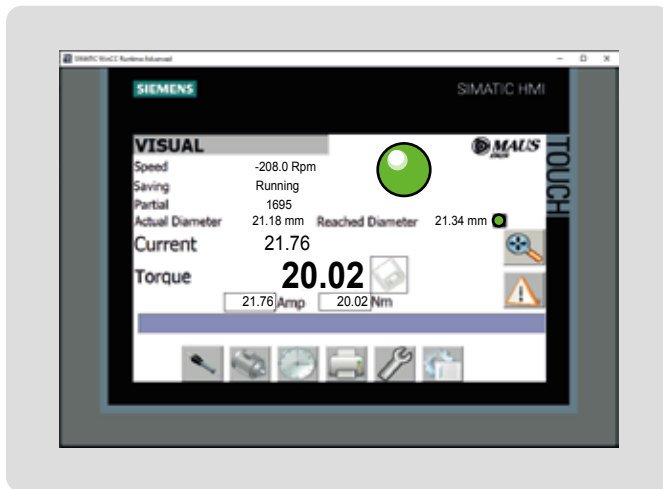 SIMATIC WinCC Runtime Advanced
SIEMENS
SIMATIC HMI
VISUAL
MAUS
TOUCH
Speed -208.0 Rpm
Saving Running
Partial 1695
Actual Diameter 21.18 mm Reached Diameter 21.34 mm
Current 21.76
Torque 20.02
21.76 Amp 20.02 Nm